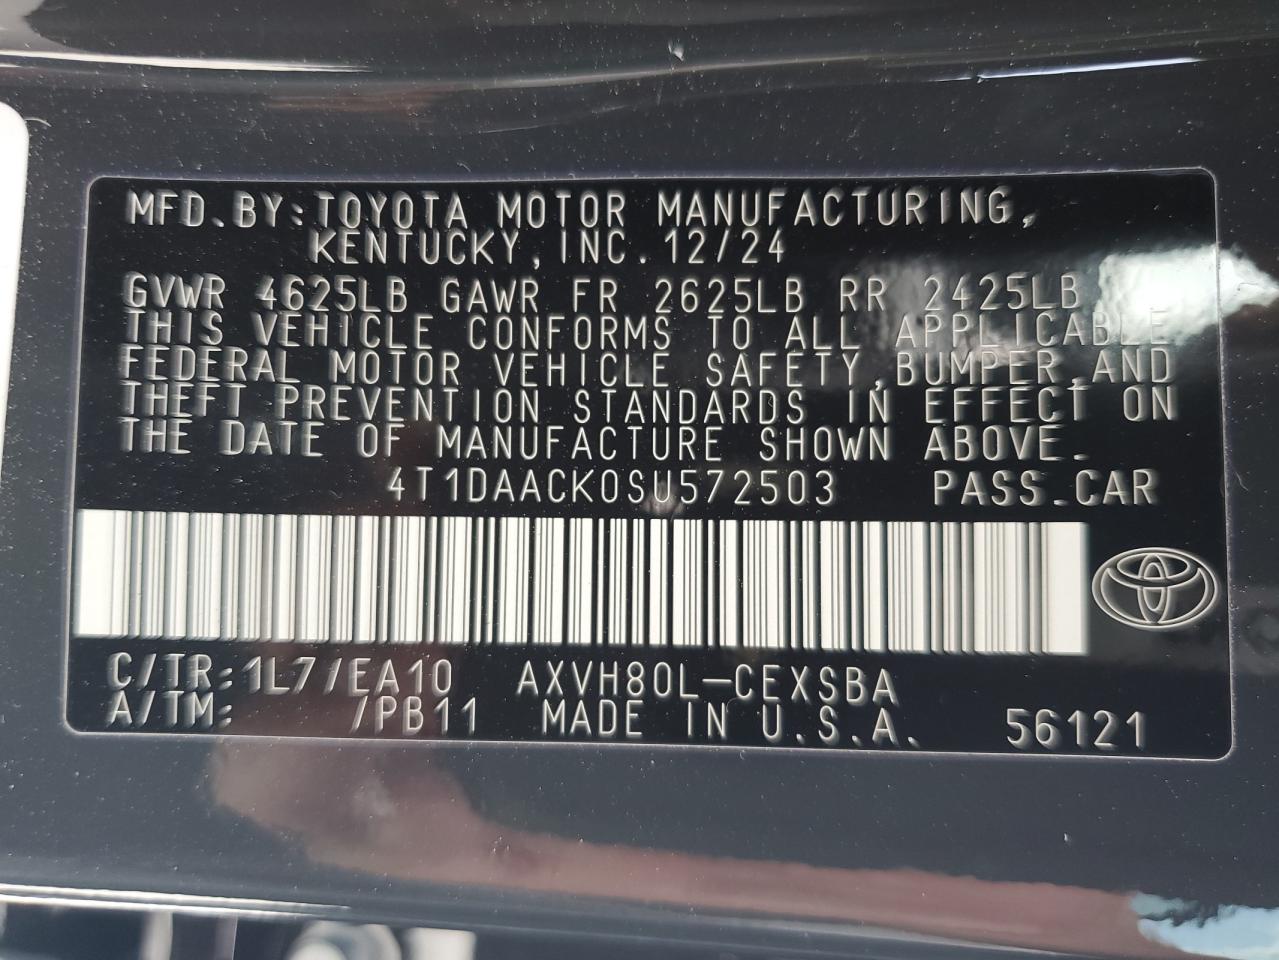 MFD.BY:TOYOTA MOTOR MANUFACTURING,
KENTUCKY,INC.12/24
GVWR 4625LB GAWR FR 2625LB RR 2425LB
THIS VEHICLE CONFORMS TO ALL APPLICABLE
FEDERAL MOTOR VEHICLE SAFETY,BUMPER,AND
THEFT PREVENTION STANDARDS IN EFFECT ON
THE DATE OF MANUFACTURE SHOWN ABOVE.
4T1DAACK0SU572503 PASS.CAR
C/TR:1L7/EA10 AXVH80L-CEXSBA
A/TM: /PB11 MADE IN U.S.A. 56121